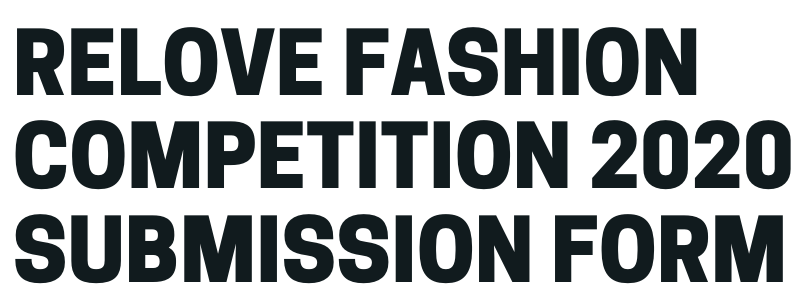 RELOVE FASHION
COMPETITION 2020
SUBMISSION FORM